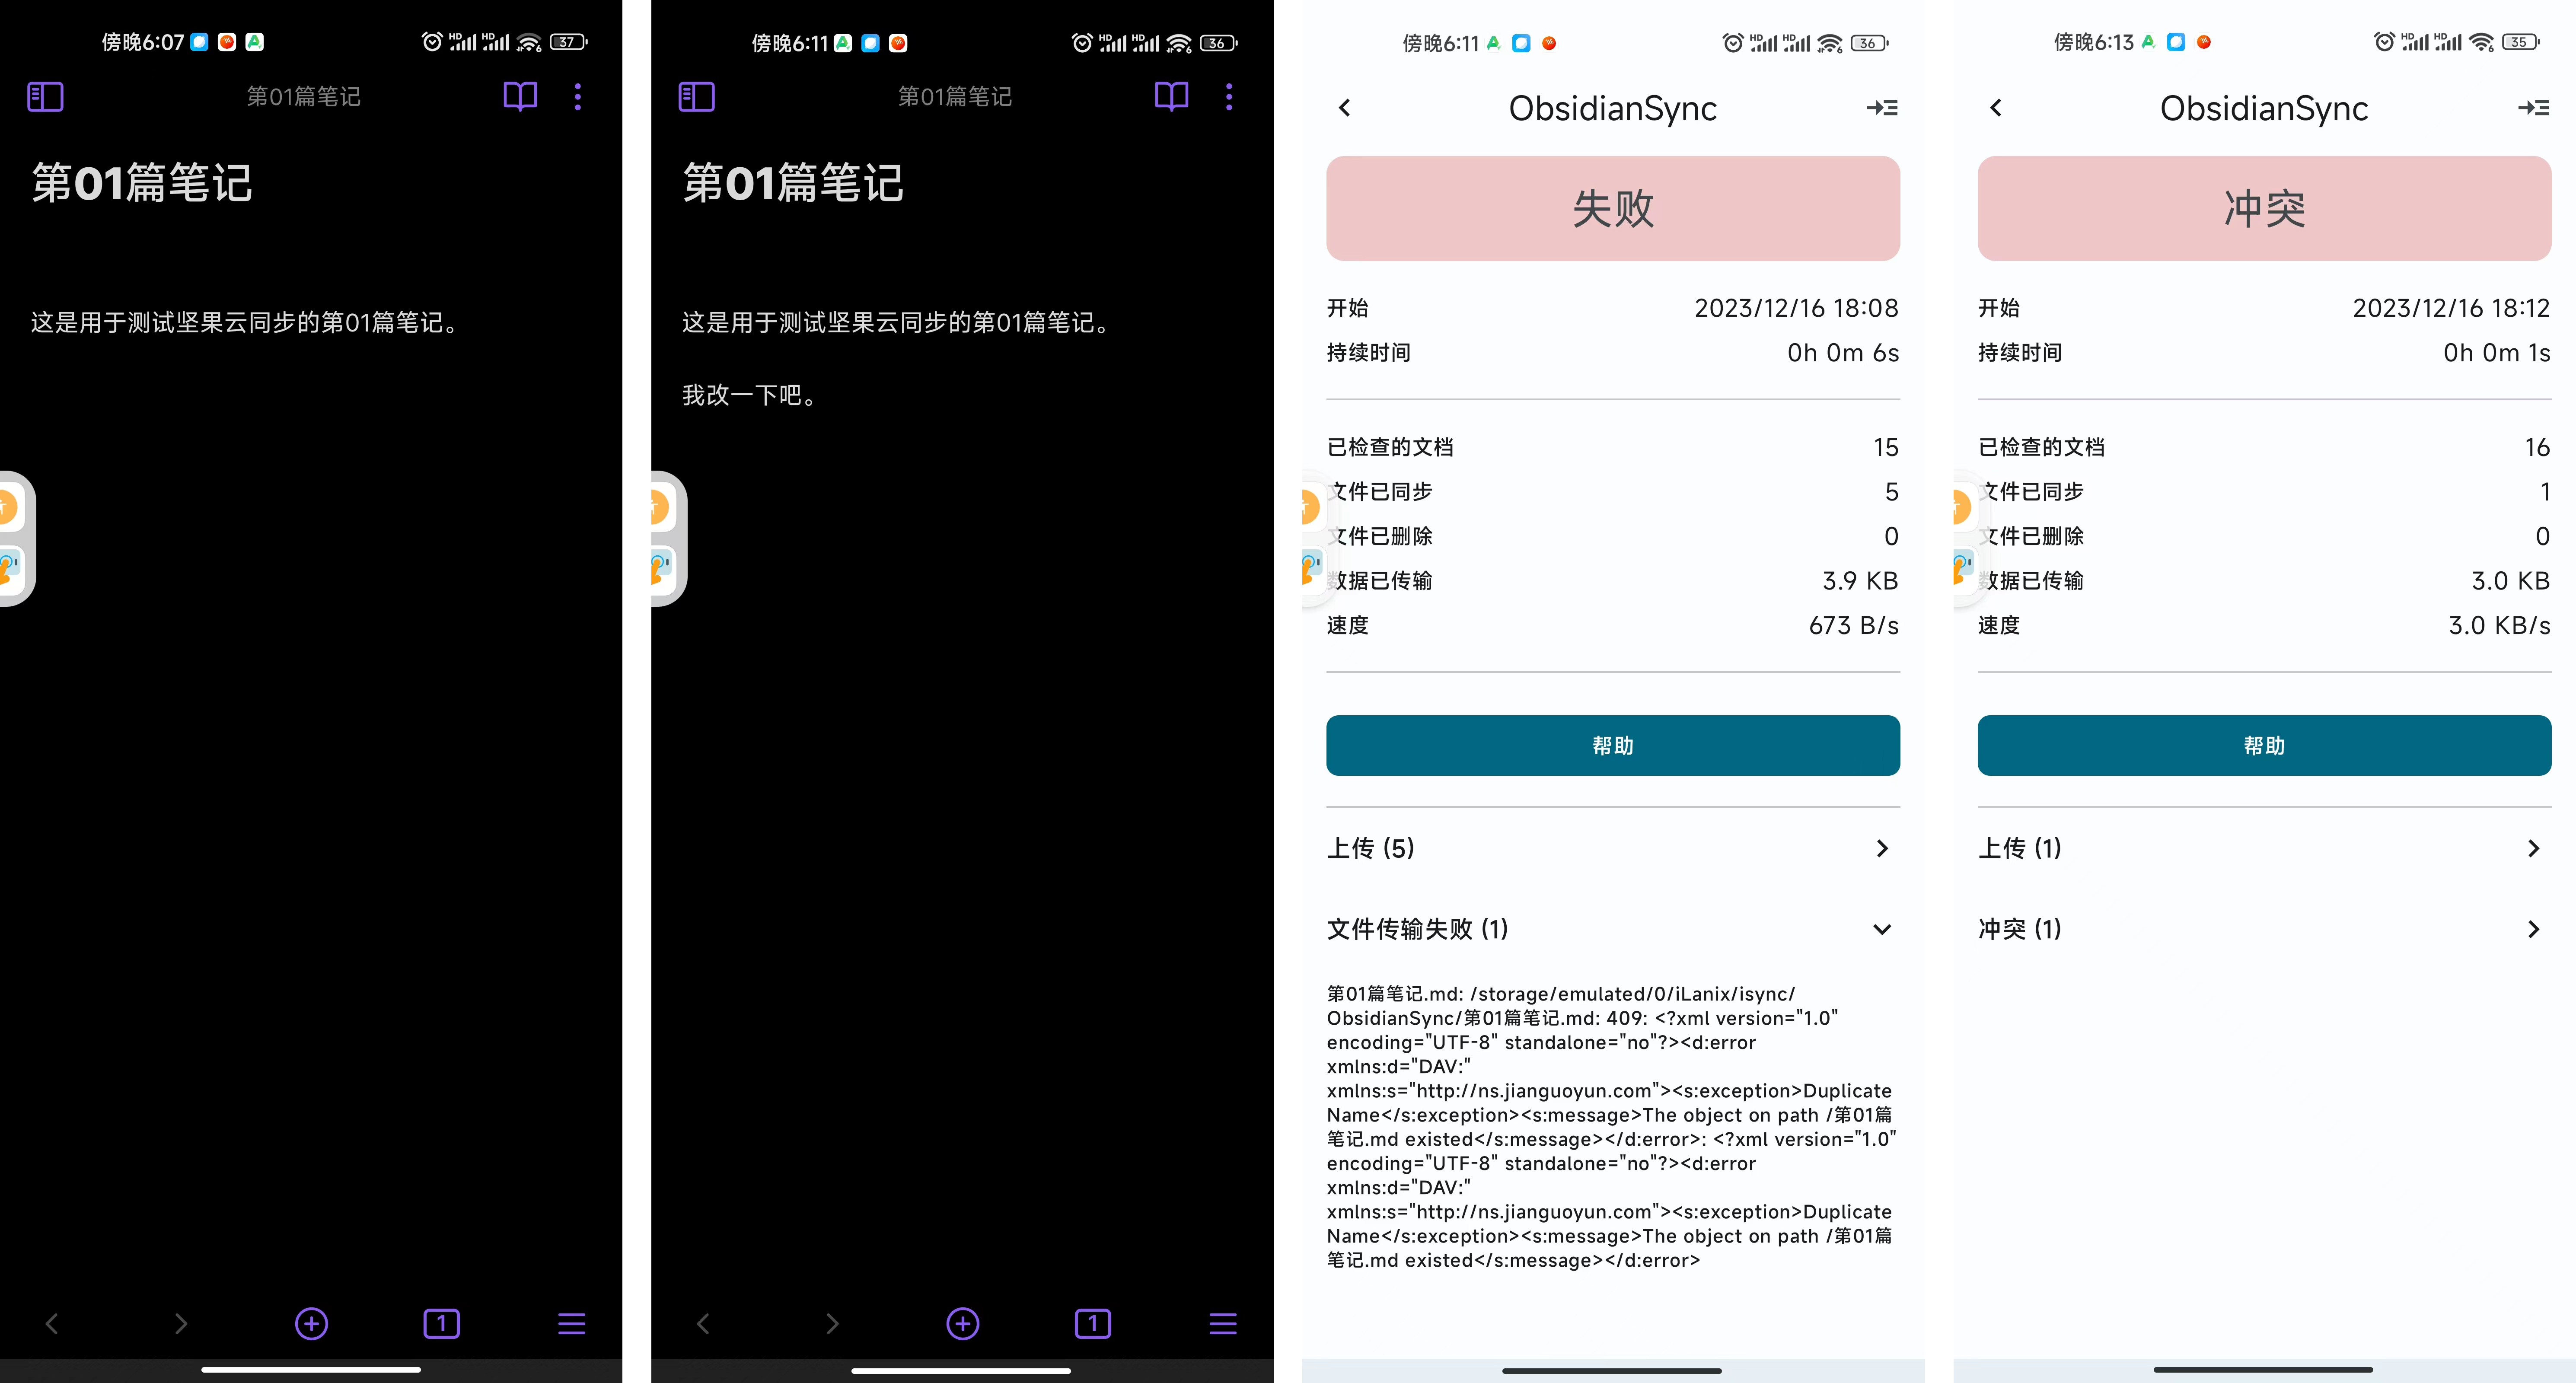 傍晚6:07
HD HD 6 37
第01篇笔记
第01篇笔记
这是用于测试坚果云同步的第01篇笔记。
1
傍晚6:11
HD HD 6 36
第01篇笔记
第01篇笔记
这是用于测试坚果云同步的第01篇笔记。
我改一下吧。
1
傍晚6:11
HD HD 6 36
ObsidianSync
失败
开始 2023/12/16 18:08
持续时间 0h 0m 6s
已检查的文档 15
文件已同步 5
文件已删除 0
数据已传输 3.9 KB
速度 673 B/s
帮助
上传 (5)
文件传输失败 (1)
第01篇笔记.md: /storage/emulated/0/iLanix/isync/
ObsidianSync/第01篇笔记.md: 409: <?xml version="1.0"
encoding="UTF-8" standalone="no"?><d:error
xmlns:d="DAV:"
xmlns:s="http://ns.jianguoyun.com"><s:exception>Duplicate
Name</s:exception><s:message>The object on path /第01篇
笔记.md existed</s:message></d:error>: <?xml version="1.0"
encoding="UTF-8" standalone="no"?><d:error
xmlns:d="DAV:"
xmlns:s="http://ns.jianguoyun.com"><s:exception>Duplicate
Name</s:exception><s:message>The object on path /第01篇
笔记.md existed</s:message></d:error>
傍晚6:13
HD HD 6 35
ObsidianSync
冲突
开始 2023/12/16 18:12
持续时间 0h 0m 1s
已检查的文档 16
文件已同步 1
文件已删除 0
数据已传输 3.0 KB
速度 3.0 KB/s
帮助
上传 (1)
冲突 (1)